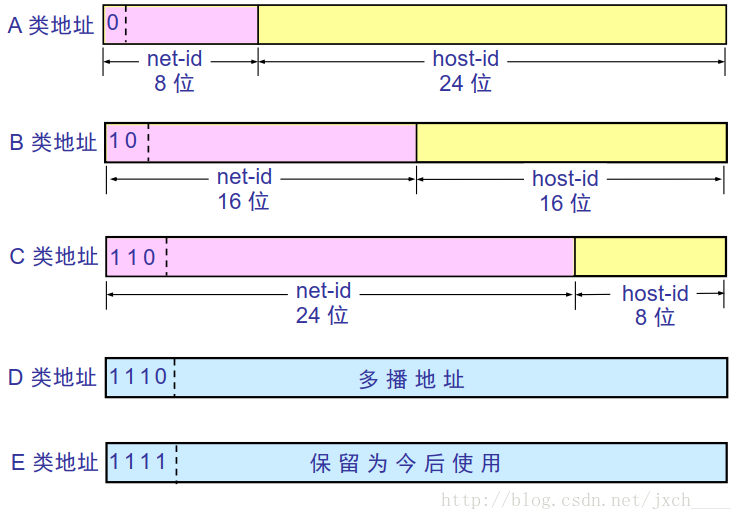 A 类地址
0
net-id
8 位
host-id
24 位
B 类地址
10
net-id
16 位
host-id
16 位
C 类地址
110
net-id
24 位
host-id
8 位
D 类地址
1110
多播地址
E 类地址
1111
保留为今后使用
http://blog.csdn.net/jxch____